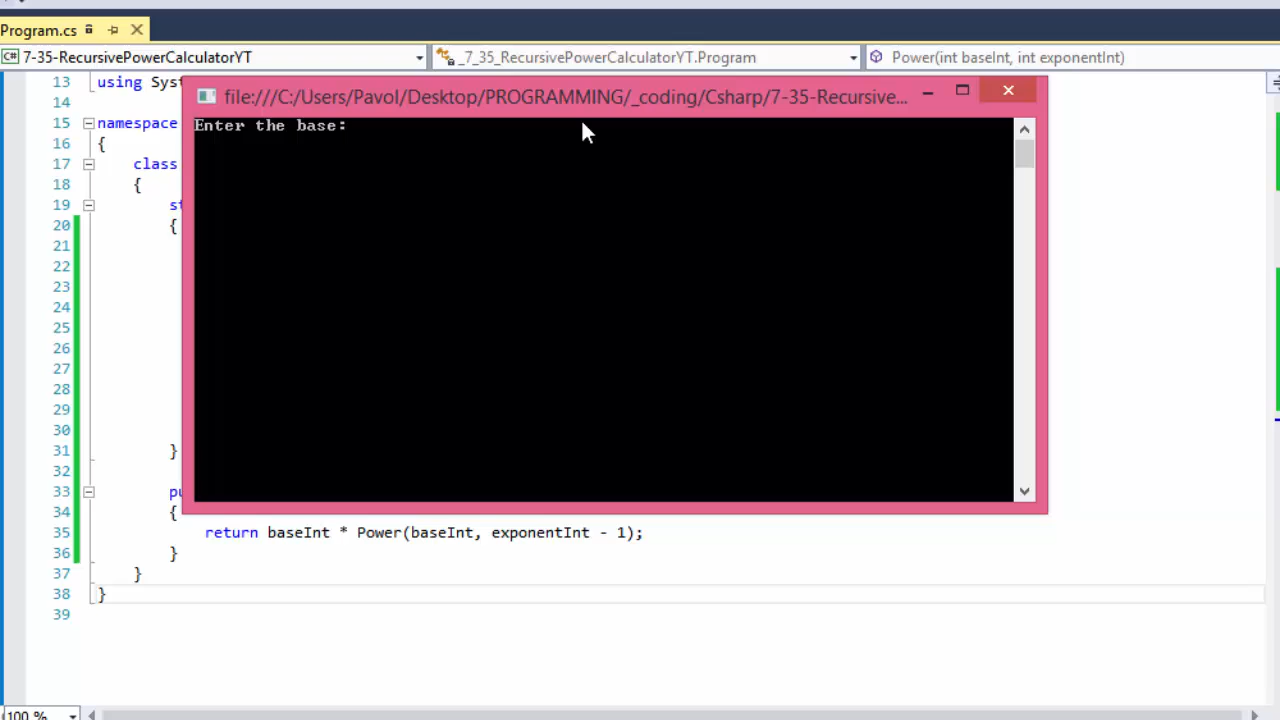 Program.cs
7-35-RecursivePowerCalculatorYT
_7_35_RecursivePowerCalculatorYT.Program
Power(int baseInt, int exponentInt)
file:///C:/Users/Pavol/Desktop/PROGRAMMING/_coding/Csharp/7-35-Recursive...
Enter the base:
13 using Syst
14
15 namespace
16 {
17 class
18 {
19 st
20 {
21
22
23
24
25
26
27
28
29
30
31 }
32
33 pu
34 {
35 return baseInt * Power(baseInt, exponentInt - 1);
36 }
37 }
38 }
39
100 %